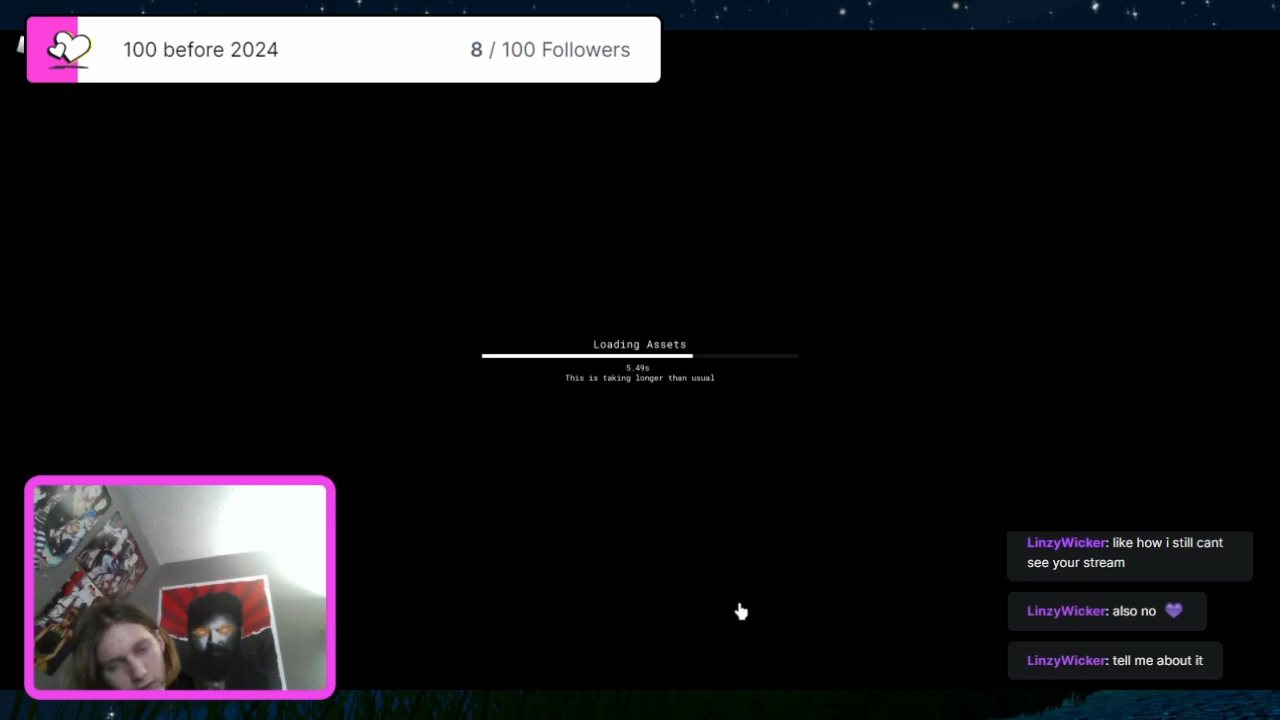 100 before 2024
8 / 100 Followers
Loading Assets
5.49s
This is taking longer than usual
LinzyWicker: like how i still cant
see your stream
LinzyWicker: also no 💜
LinzyWicker: tell me about it